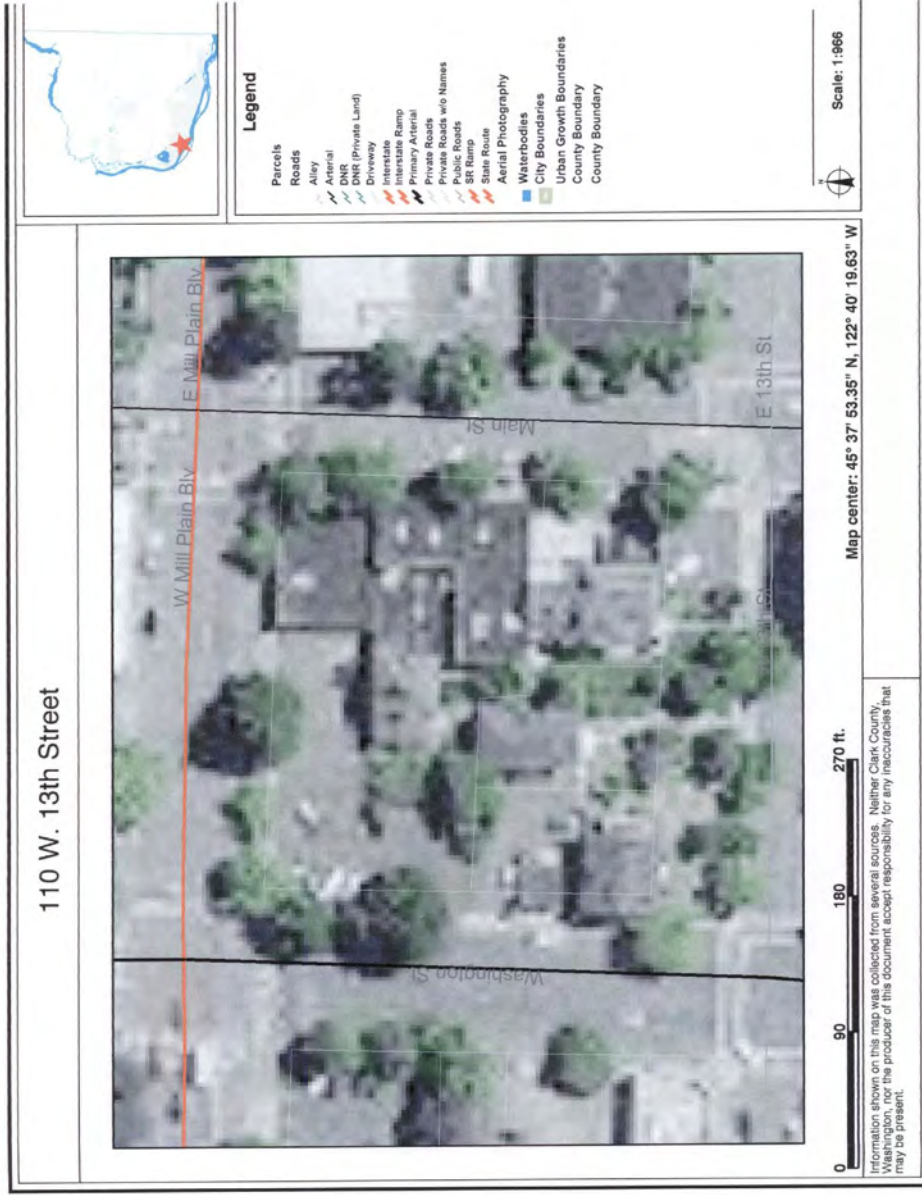 110 W. 13th Street
W Mill Plain Blv
E Mill Plain Blv
Main St
Washington St
E 13th St
Legend
Parcels
Roads
Alley
Arterial
DNR
DNR (Private Land)
Driveway
Interstate
Interstate Ramp
Primary Arterial
Private Roads
Private Roads w/o Names
Public Roads
SR Ramp
State Route
Aerial Photography
Waterbodies
City Boundaries
Urban Growth Boundaries
County Boundary
County Boundary
N
Scale: 1:966
0 90 180 270 ft.
Map center: 45° 37' 53.35" N, 122° 40' 19.63" W
Information shown on this map was collected from several sources. Neither Clark County,
Washington, nor the producer of this document accept responsibility for any inaccuracies that
may be present.